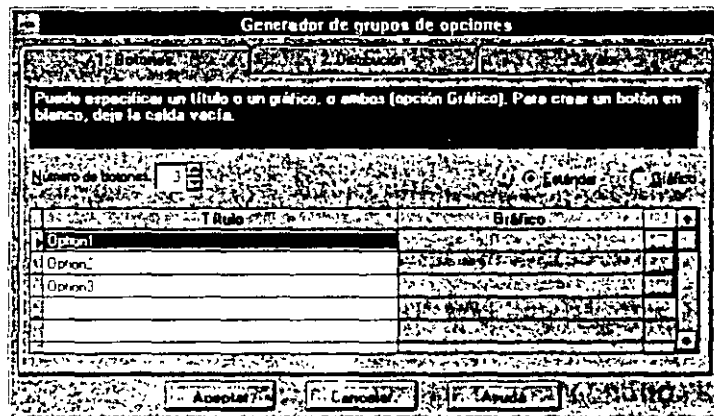 Generador de grupos de opciones
1. Botones 2. Distribución 3.
Puede especificar un título o un gráfico, o ambos (opción Gráfico). Para crear un botón en
blanco, deje la celda vacía.
Número de botones: 3 Estándar Gráfico
Título Gráfico
Option1
Option2
Option3
Aceptar Cancelar Ayuda